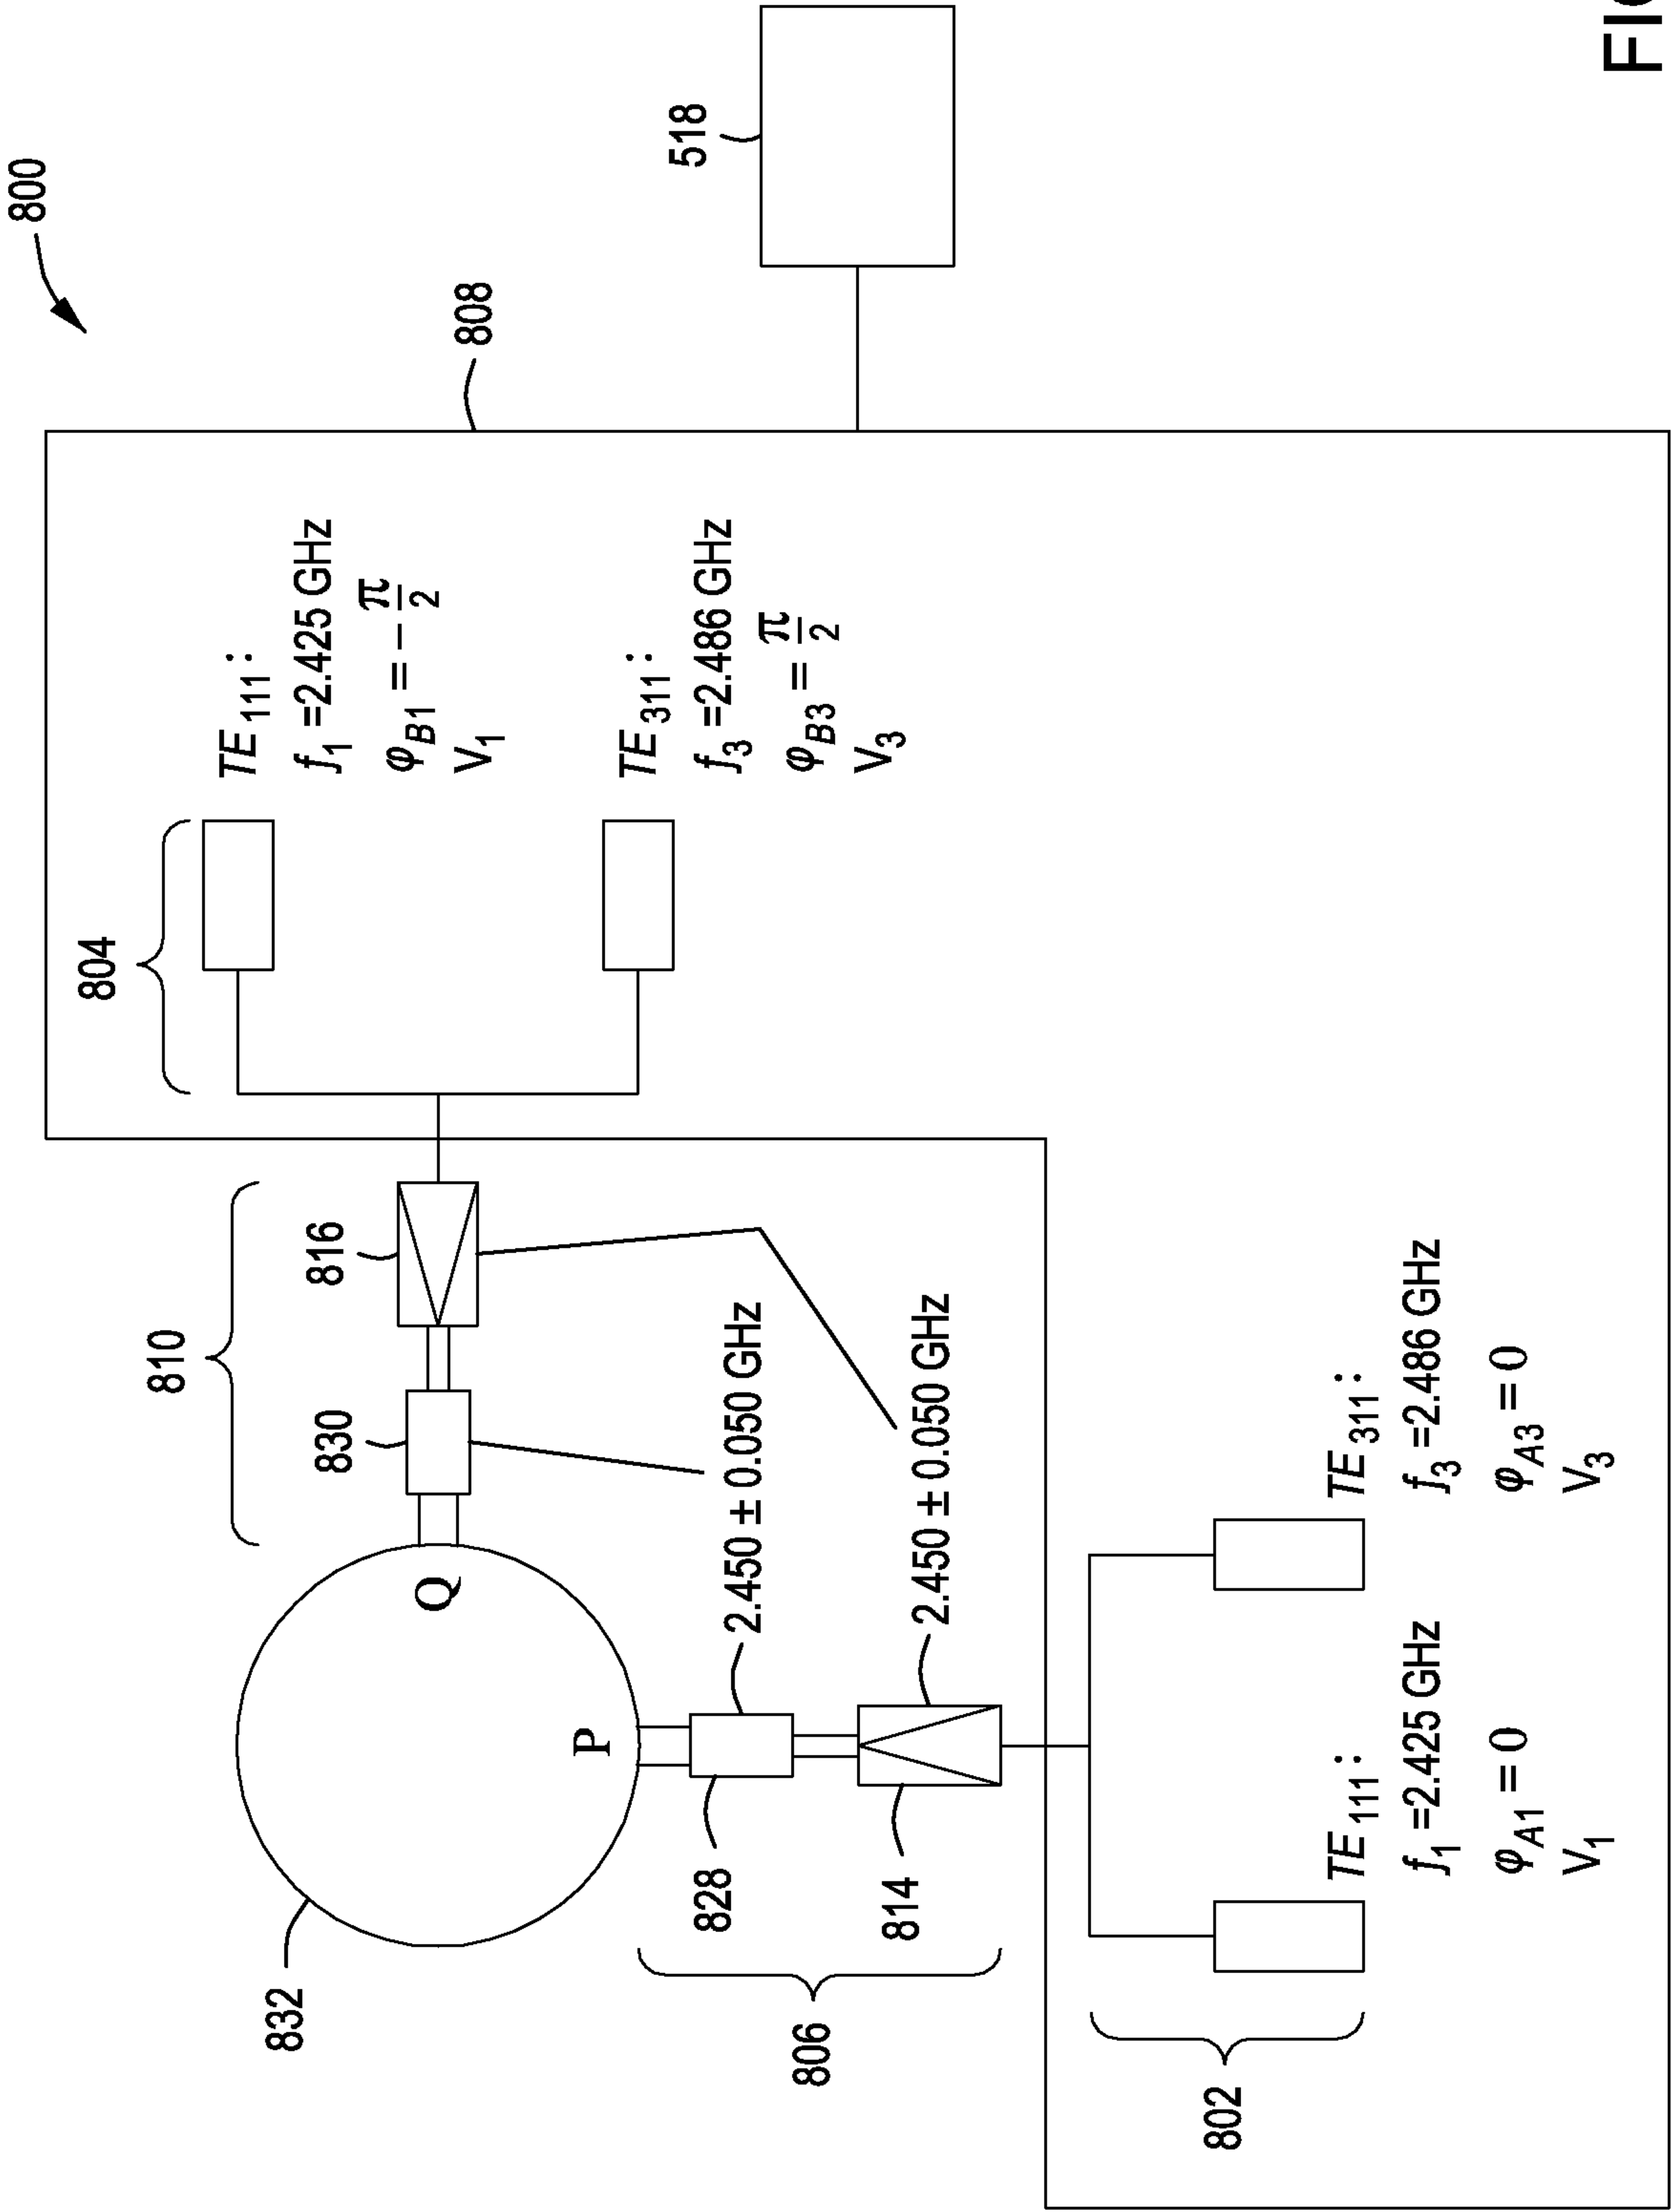 800
808
518
804
TE111:
f1 =2.425 GHz
φB1 = −π/2
V1
TE311:
f3 =2.486 GHz
φB3 = π/2
V3
810
816
830
Q
P
832
828
2.450 ± 0.050 GHz
814
2.450 ± 0.050 GHz
806
802
TE111:
f1 =2.425 GHz
φA1 = 0
V1
TE311:
f3 =2.486 GHz
φA3 = 0
V3